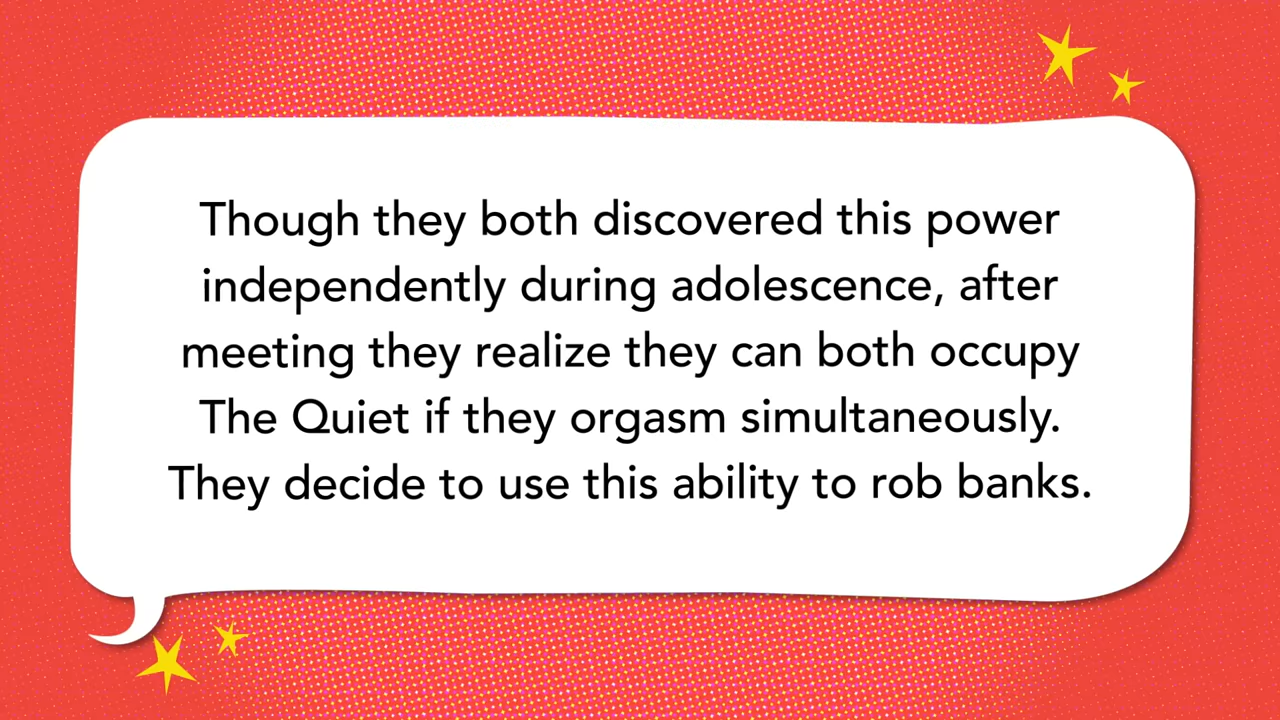 Though they both discovered this power
independently during adolescence, after
meeting they realize they can both occupy
The Quiet if they orgasm simultaneously.
They decide to use this ability to rob banks.